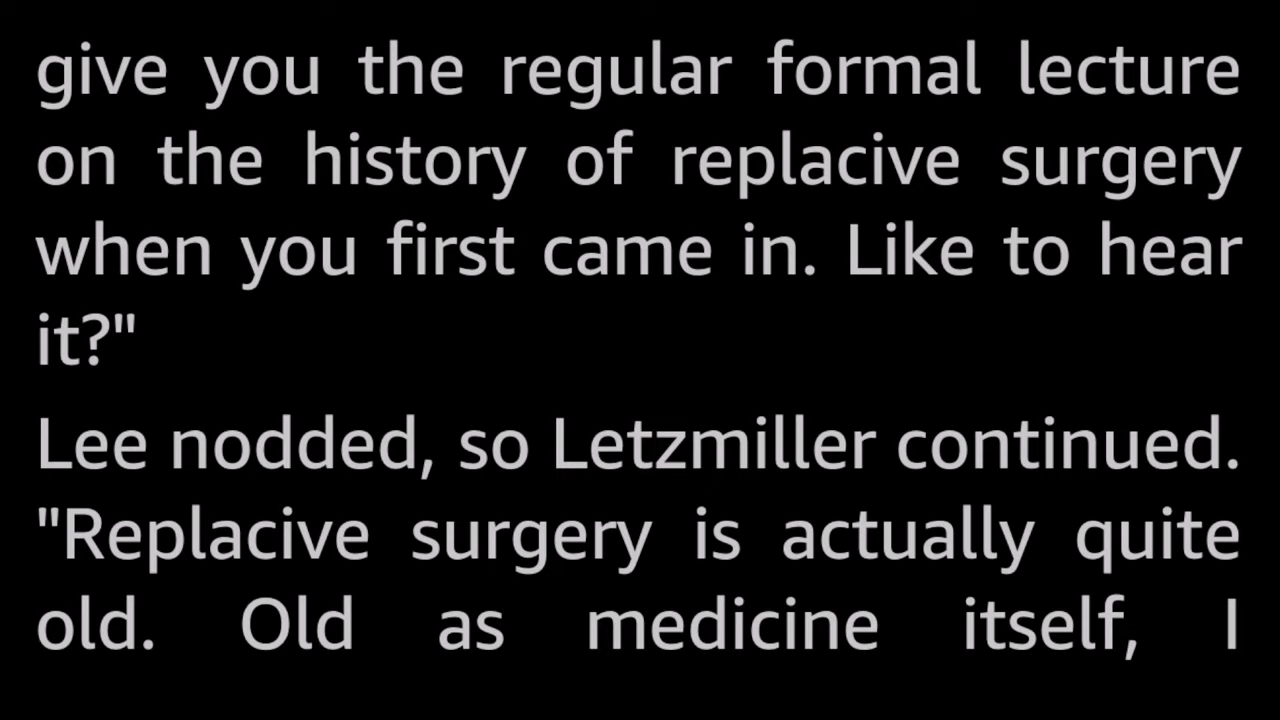 give you the regular formal lecture
on the history of replacive surgery
when you first came in. Like to hear
it?"
Lee nodded, so Letzmiller continued.
"Replacive surgery is actually quite
old. Old as medicine itself, I